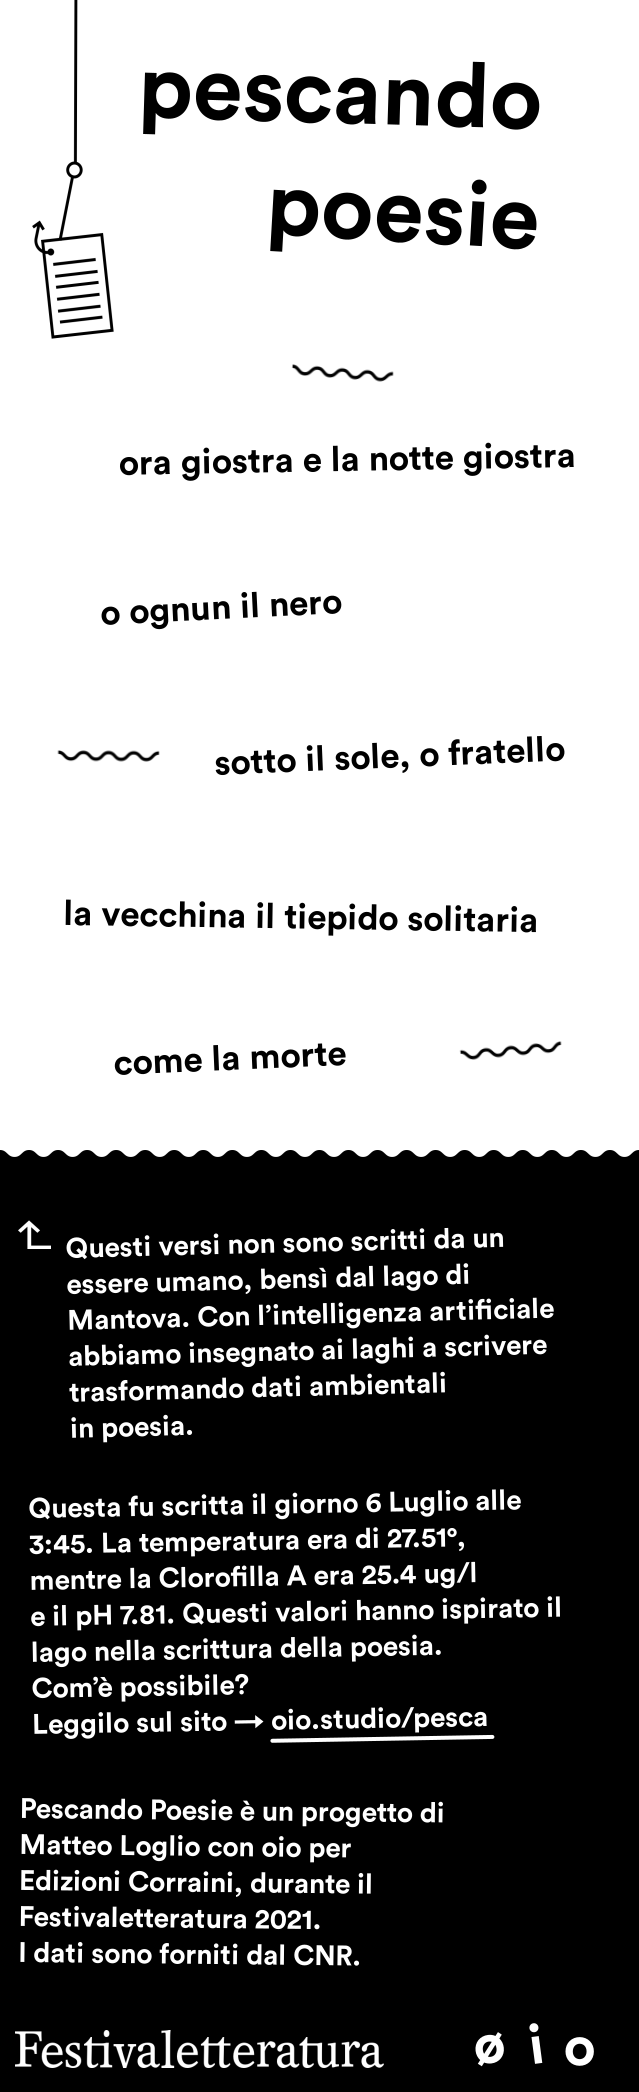 pescando
poesie
ora giostra e la notte giostra
o ognun il nero
sotto il sole, o fratello
la vecchina il tiepido solitaria
come la morte
Questi versi non sono scritti da un
essere umano, bensì dal lago di
Mantova. Con l'intelligenza artificiale
abbiamo insegnato ai laghi a scrivere
trasformando dati ambientali
in poesia.
Questa fu scritta il giorno 6 Luglio alle
3:45. La temperatura era di 27.51°,
mentre la Clorofilla A era 25.4 ug/l
e il pH 7.81. Questi valori hanno ispirato il
lago nella scrittura della poesia.
Com'è possibile?
Leggilo sul sito → oio.studio/pesca
Pescando Poesie è un progetto di
Matteo Loglio con oio per
Edizioni Corraini, durante il
Festivaletteratura 2021.
I dati sono forniti dal CNR.
Festivaletteratura øio